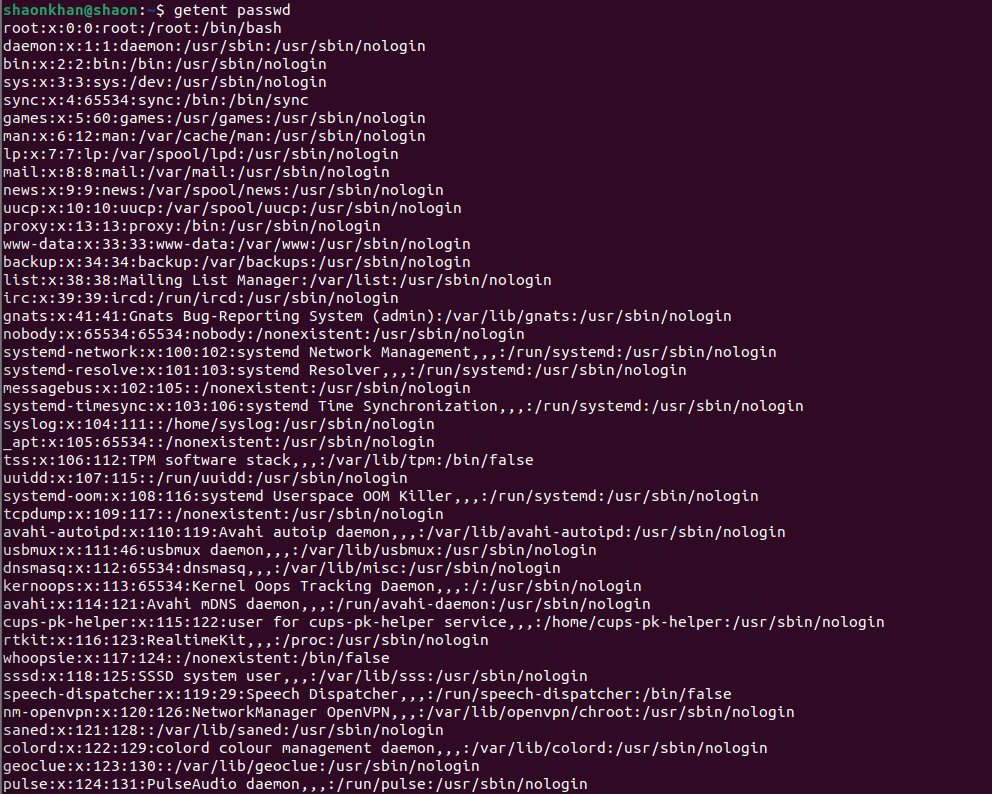 shaonkhan@shaon:~$ getent passwd
root:x:0:0:root:/root:/bin/bash
daemon:x:1:1:daemon:/usr/sbin:/usr/sbin/nologin
bin:x:2:2:bin:/bin:/usr/sbin/nologin
sys:x:3:3:sys:/dev:/usr/sbin/nologin
sync:x:4:65534:sync:/bin:/bin/sync
games:x:5:60:games:/usr/games:/usr/sbin/nologin
man:x:6:12:man:/var/cache/man:/usr/sbin/nologin
lp:x:7:7:lp:/var/spool/lpd:/usr/sbin/nologin
mail:x:8:8:mail:/var/mail:/usr/sbin/nologin
news:x:9:9:news:/var/spool/news:/usr/sbin/nologin
uucp:x:10:10:uucp:/var/spool/uucp:/usr/sbin/nologin
proxy:x:13:13:proxy:/bin:/usr/sbin/nologin
www-data:x:33:33:www-data:/var/www:/usr/sbin/nologin
backup:x:34:34:backup:/var/backups:/usr/sbin/nologin
list:x:38:38:Mailing List Manager:/var/list:/usr/sbin/nologin
irc:x:39:39:ircd:/run/ircd:/usr/sbin/nologin
gnats:x:41:41:Gnats Bug-Reporting System (admin):/var/lib/gnats:/usr/sbin/nologin
nobody:x:65534:65534:nobody:/nonexistent:/usr/sbin/nologin
systemd-network:x:100:102:systemd Network Management,,,:/run/systemd:/usr/sbin/nologin
systemd-resolve:x:101:103:systemd Resolver,,,:/run/systemd:/usr/sbin/nologin
messagebus:x:102:105::/nonexistent:/usr/sbin/nologin
systemd-timesync:x:103:106:systemd Time Synchronization,,,:/run/systemd:/usr/sbin/nologin
syslog:x:104:111::/home/syslog:/usr/sbin/nologin
_apt:x:105:65534::/nonexistent:/usr/sbin/nologin
tss:x:106:112:TPM software stack,,,:/var/lib/tpm:/bin/false
uuidd:x:107:115::/run/uuidd:/usr/sbin/nologin
systemd-oom:x:108:116:systemd Userspace OOM Killer,,,:/run/systemd:/usr/sbin/nologin
tcpdump:x:109:117::/nonexistent:/usr/sbin/nologin
avahi-autoipd:x:110:119:Avahi autoip daemon,,,:/var/lib/avahi-autoipd:/usr/sbin/nologin
usbmux:x:111:46:usbmux daemon,,,:/var/lib/usbmux:/usr/sbin/nologin
dnsmasq:x:112:65534:dnsmasq,,,:/var/lib/misc:/usr/sbin/nologin
kernoops:x:113:65534:Kernel Oops Tracking Daemon,,,:/:/usr/sbin/nologin
avahi:x:114:121:Avahi mDNS daemon,,,:/run/avahi-daemon:/usr/sbin/nologin
cups-pk-helper:x:115:122:user for cups-pk-helper service,,,:/home/cups-pk-helper:/usr/sbin/nologin
rtkit:x:116:123:RealtimeKit,,,:/proc:/usr/sbin/nologin
whoopsie:x:117:124::/nonexistent:/bin/false
sssd:x:118:125:SSSD system user,,,:/var/lib/sss:/usr/sbin/nologin
speech-dispatcher:x:119:29:Speech Dispatcher,,,:/run/speech-dispatcher:/bin/false
nm-openvpn:x:120:126:NetworkManager OpenVPN,,,:/var/lib/openvpn/chroot:/usr/sbin/nologin
saned:x:121:128::/var/lib/saned:/usr/sbin/nologin
colord:x:122:129:colord colour management daemon,,,:/var/lib/colord:/usr/sbin/nologin
geoclue:x:123:130::/var/lib/geoclue:/usr/sbin/nologin
pulse:x:124:131:PulseAudio daemon,,,:/run/pulse:/usr/sbin/nologin